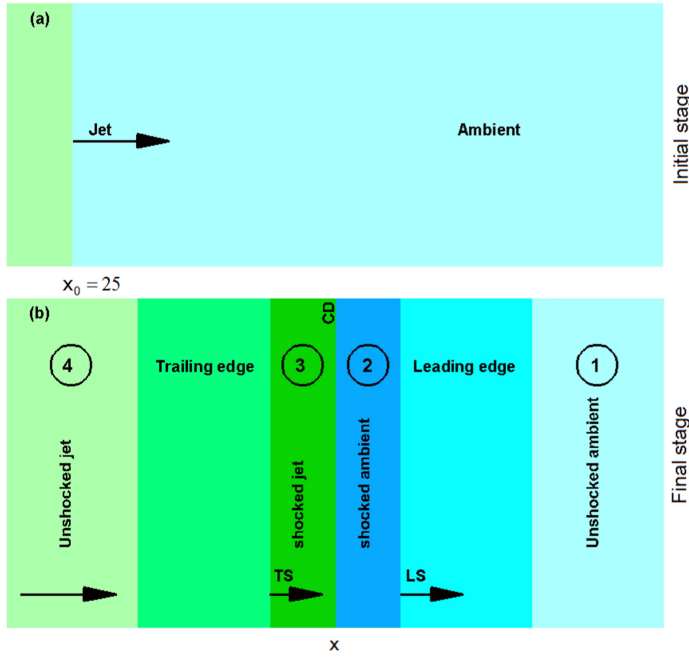 (a)
Jet
Ambient
Initial stage
x₀ = 25
(b)
CD
4
Trailing edge
3
2
Leading edge
1
Unshocked jet
shocked jet
shocked ambient
Unshocked ambient
TS
LS
Final stage
x